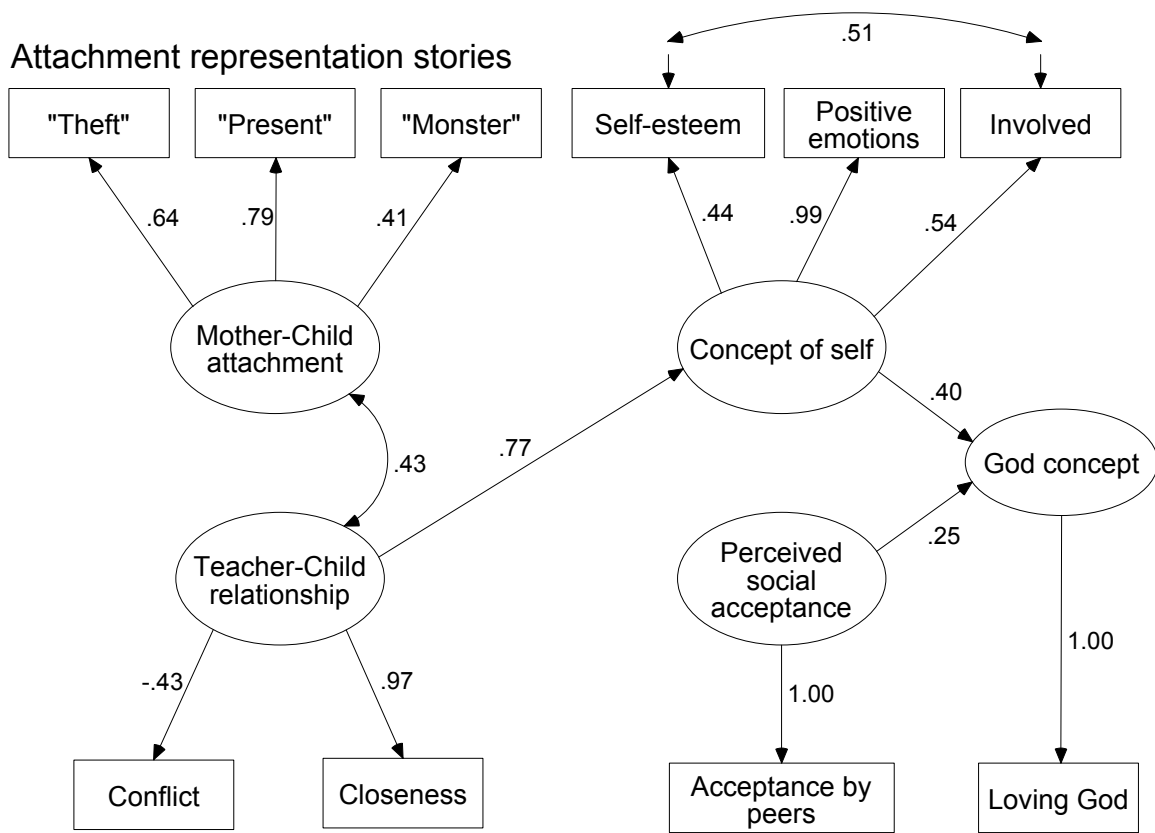 .51
Attachment representation stories
"Theft"
"Present"
"Monster"
Self-esteem
Positive
emotions
Involved
.64
.79
.41
.44
.99
.54
Mother-Child
attachment
Concept of self
.40
.43
.77
God concept
Teacher-Child
relationship
Perceived
social
acceptance
.25
-.43
.97
1.00
1.00
Conflict
Closeness
Acceptance by
peers
Loving God